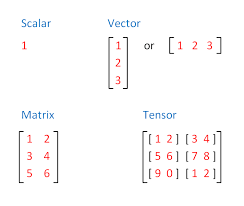 Scalar
1
Vector
1
2
3
or
[ 1 2 3 ]
Matrix
1 2
3 4
5 6
Tensor
[ 1 2 ] [ 3 4 ]
[ 5 6 ] [ 7 8 ]
[ 9 0 ] [ 1 2 ]